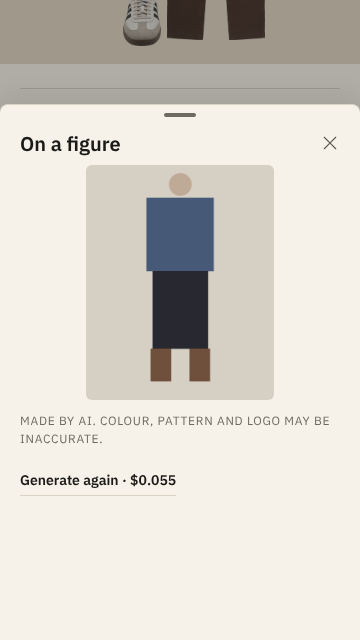 On a figure
MADE BY AI. COLOUR, PATTERN AND LOGO MAY BE
INACCURATE.
Generate again · $0.055